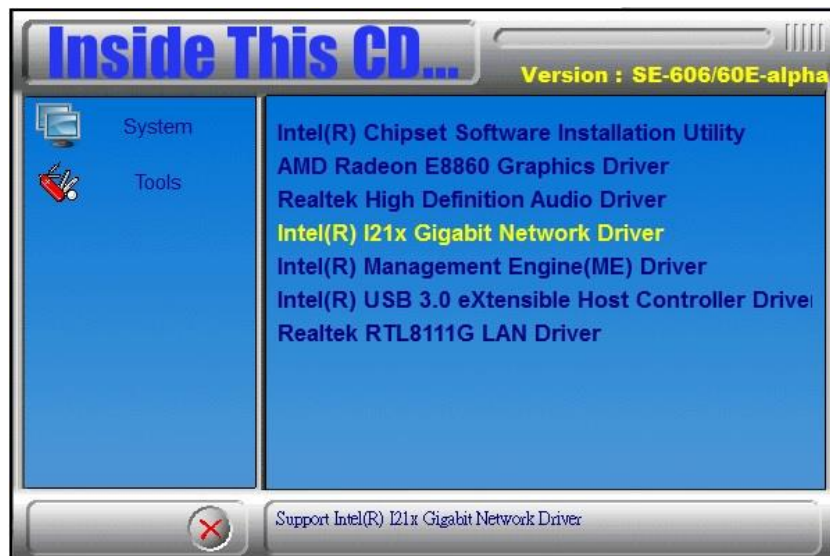 Inside This CD...
Version : SE-606/60E-alpha
System
Tools
Intel(R) Chipset Software Installation Utility
AMD Radeon E8860 Graphics Driver
Realtek High Definition Audio Driver
Intel(R) I21x Gigabit Network Driver
Intel(R) Management Engine(ME) Driver
Intel(R) USB 3.0 eXtensible Host Controller Driver
Realtek RTL8111G LAN Driver
Support Intel(R) I21x Gigabit Network Driver